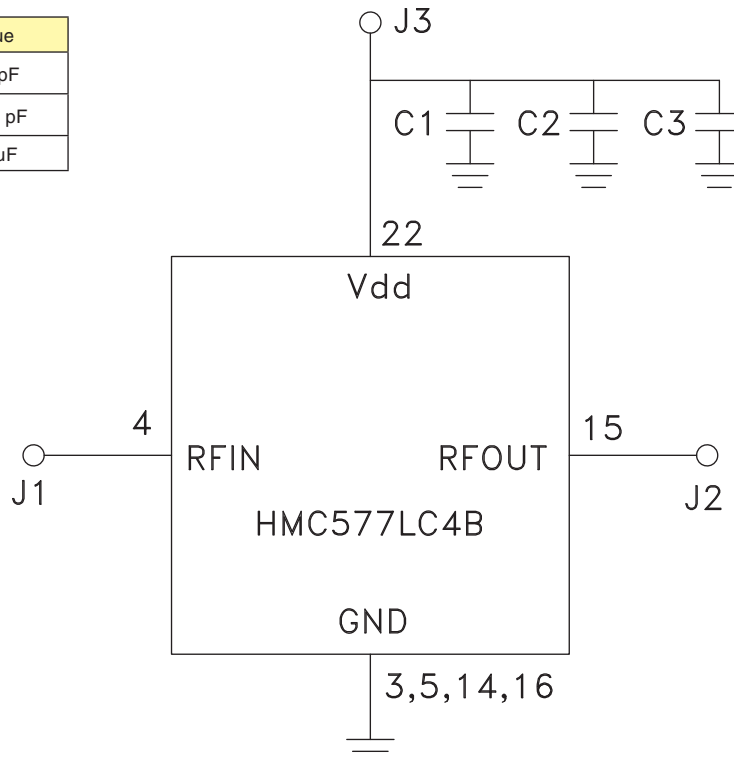 ue
pF
pF
uF
J3
C1
C2
C3
22
Vdd
4
RFIN
RFOUT
15
J1
J2
HMC577LC4B
GND
3,5,14,16